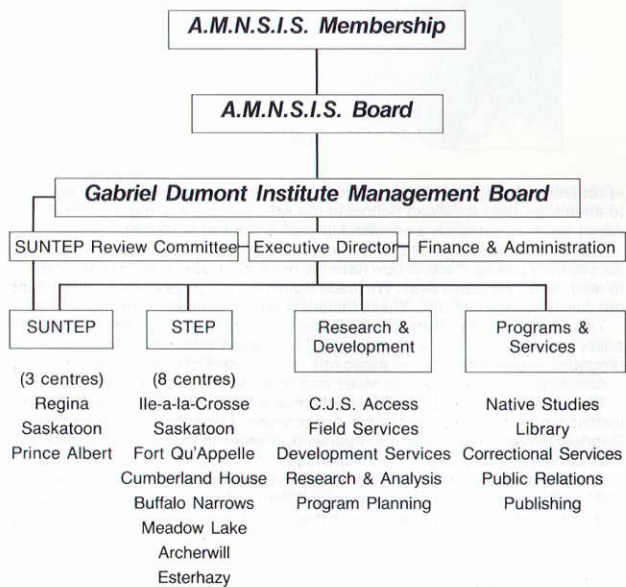 A.M.N.S.I.S. Membership
A.M.N.S.I.S. Board
Gabriel Dumont Institute Management Board
SUNTEP Review Committee
Executive Director
Finance & Administration
SUNTEP
(3 centres)
Regina
Saskatoon
Prince Albert
STEP
(8 centres)
Ile-a-la-Crosse
Saskatoon
Fort Qu'Appelle
Cumberland House
Buffalo Narrows
Meadow Lake
Archerwill
Esterhazy
Research &
Development
C.J.S. Access
Field Services
Development Services
Research & Analysis
Program Planning
Programs &
Services
Native Studies
Library
Correctional Services
Public Relations
Publishing